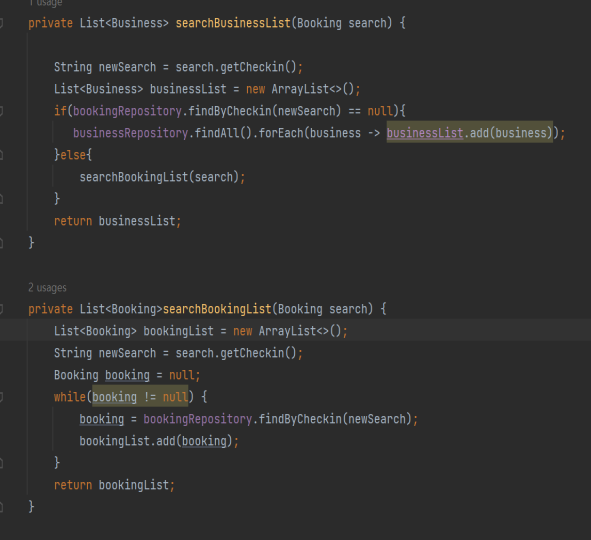 1 usage
private List<Business> searchBusinessList(Booking search) {
String newSearch = search.getCheckin();
List<Business> businessList = new ArrayList<>();
if(bookingRepository.findByCheckin(newSearch) == null){
businessRepository.findAll().forEach(business -> businessList.add(business));
}else{
searchBookingList(search);
}
return businessList;
}
2 usages
private List<Booking>searchBookingList(Booking search) {
List<Booking> bookingList = new ArrayList<>();
String newSearch = search.getCheckin();
Booking booking = null;
while(booking != null) {
booking = bookingRepository.findByCheckin(newSearch);
bookingList.add(booking);
}
return bookingList;
}